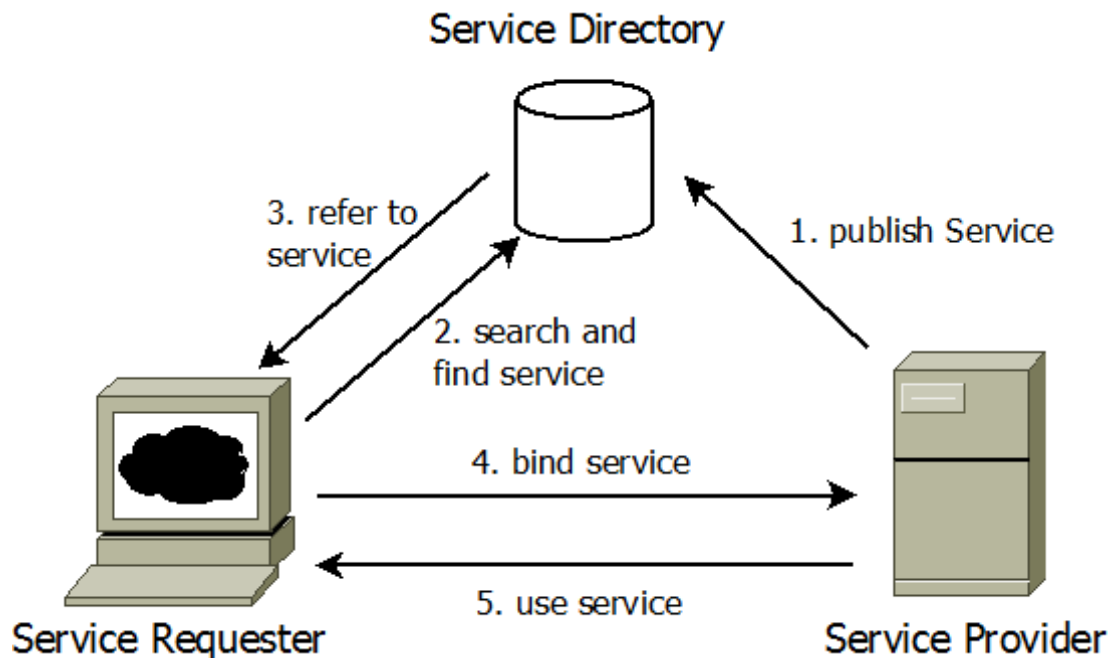 Service Directory
3. refer to
service
1. publish Service
2. search and
find service
4. bind service
5. use service
Service Requester
Service Provider